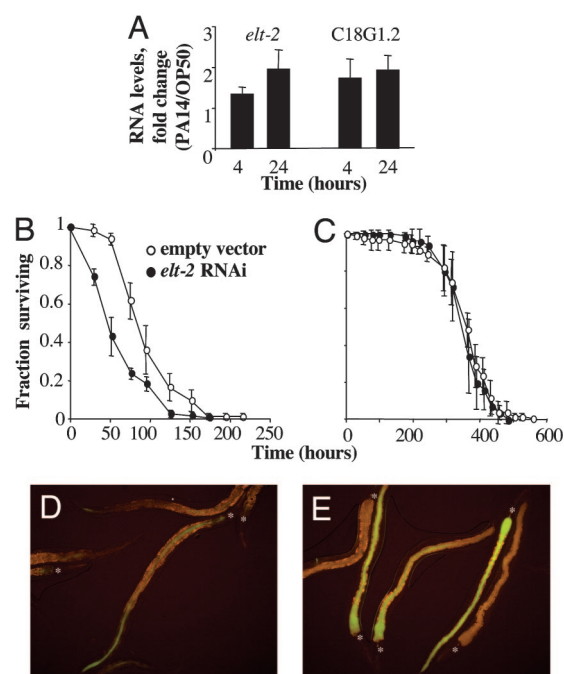 A
elt-2
C18G1.2
RNA levels,
fold change
(PA14/OP50)
3
2
1
0
4
24
4
24
Time (hours)
B
C
empty vector
elt-2 RNAi
Fraction surviving
1
0.8
0.6
0.4
0.2
0
0
50
100
150
200
250
0
200
400
600
Time (hours)
D
*
*
*
E
*
*
*
*
*